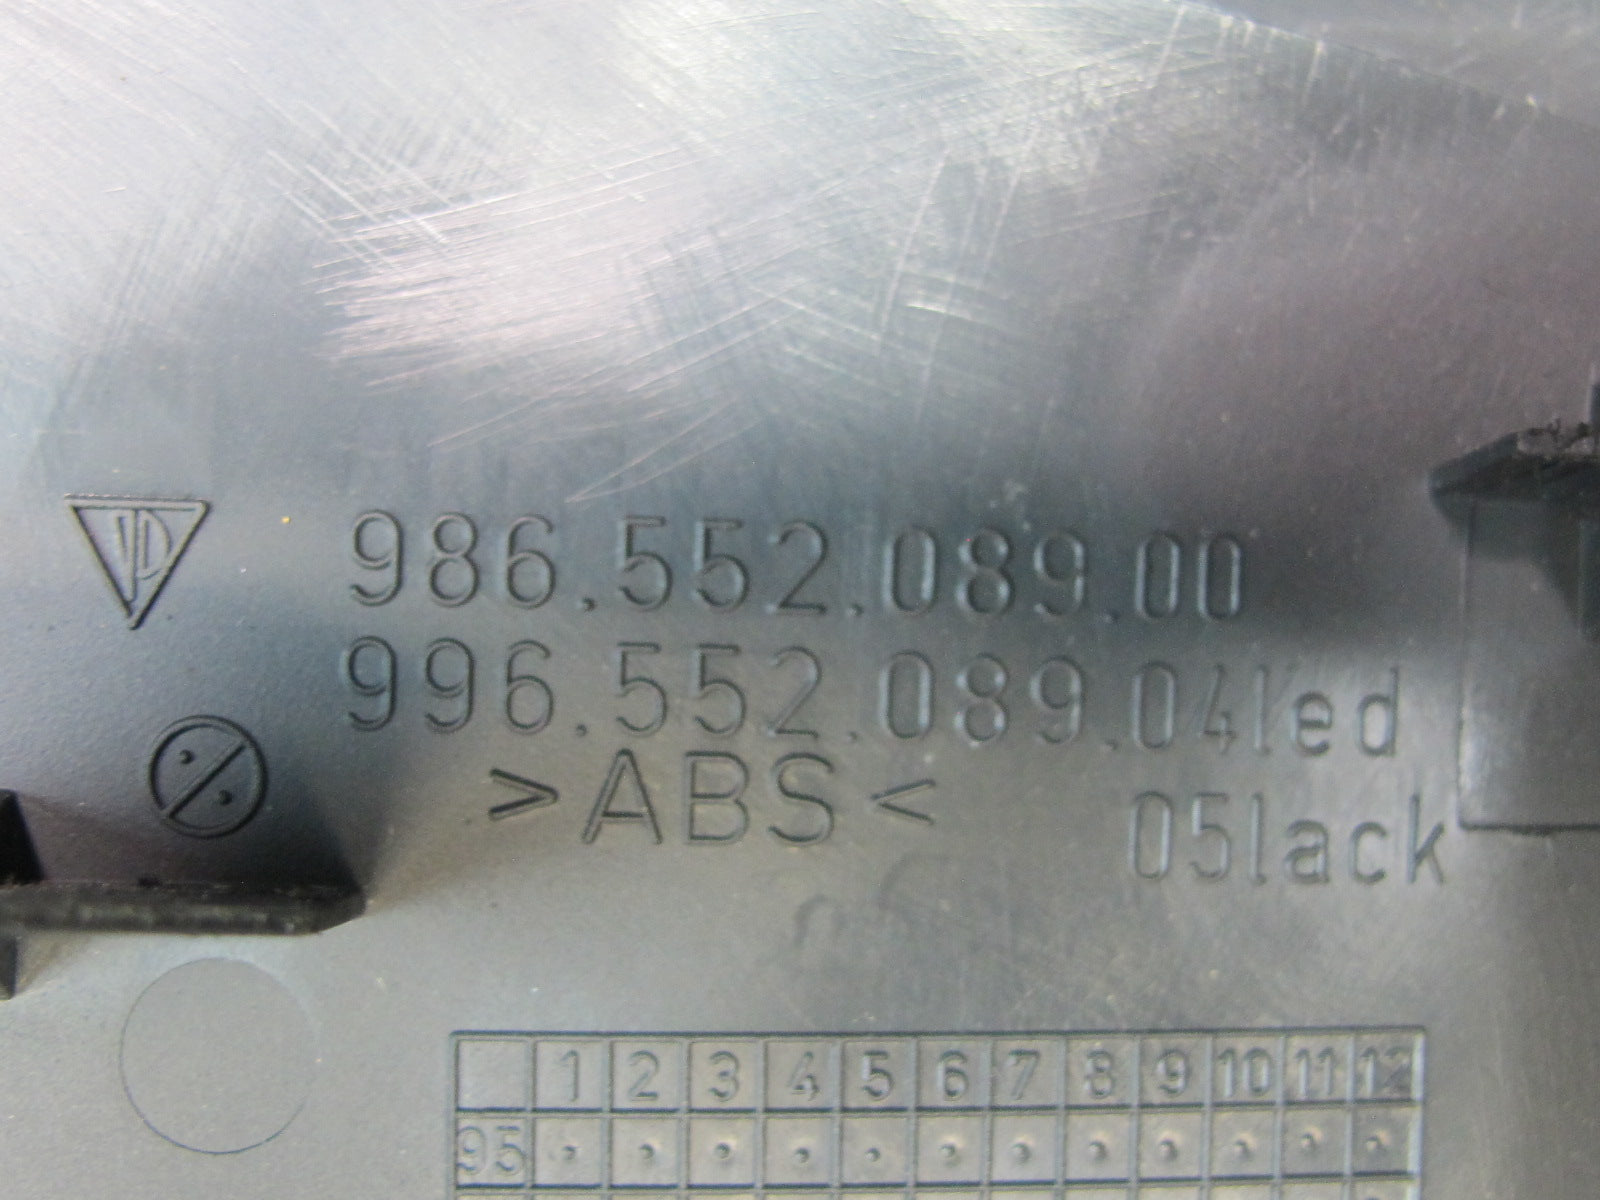 986.552.089.00
996.552.089.04led
>ABS< 05lack
1 2 3 4 5 6 7 8 9 10 11 12
95